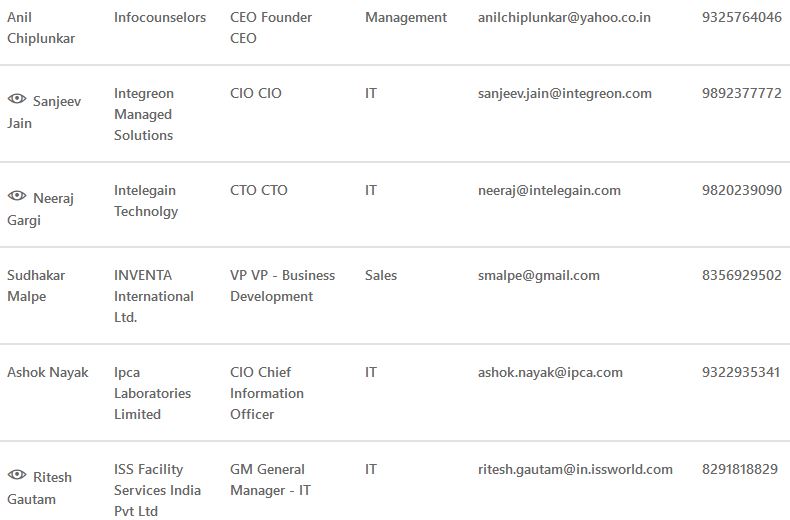 Anil Infocounselors CEO Founder Management anilchiplunkar@yahoo.co.in 9325764046
Chiplunkar CEO
Sanjeev Integreon CIO CIO IT sanjeev.jain@integreon.com 9892377772
Jain Managed
Solutions
Neeraj Intelegain CTO CTO IT neeraj@intelegain.com 9820239090
Gargi Technolgy
Sudhakar INVENTA VP VP - Business Sales smalpe@gmail.com 8356929502
Malpe International Development
Ltd.
Ashok Nayak Ipca CIO Chief IT ashok.nayak@ipca.com 9322935341
Laboratories Information
Limited Officer
Ritesh ISS Facility GM General IT ritesh.gautam@in.issworld.com 8291818829
Gautam Services India Manager - IT
Pvt Ltd